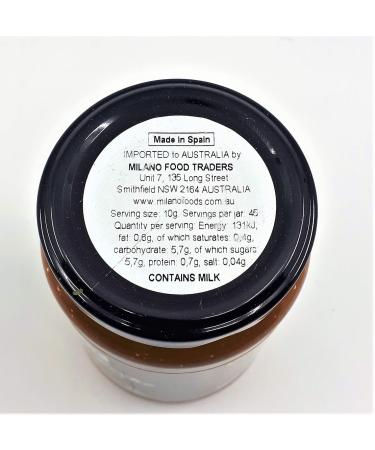 Made in Spain
IMPORTED to AUSTRALIA by
MILANO FOOD TRADERS
Unit 7, 135 Long Street
Smithfield NSW 2164 AUSTRALIA
www.milanofoods.com.au
Serving size: 10g. Servings per jar: 45
Quantity per serving: Energy: 131kJ,
fat: 0,6g, of which saturates: 0,4g,
carbohydrate: 5,7g, of which sugars
5,7g, protein: 0,7g, salt: 0,04g
CONTAINS MILK